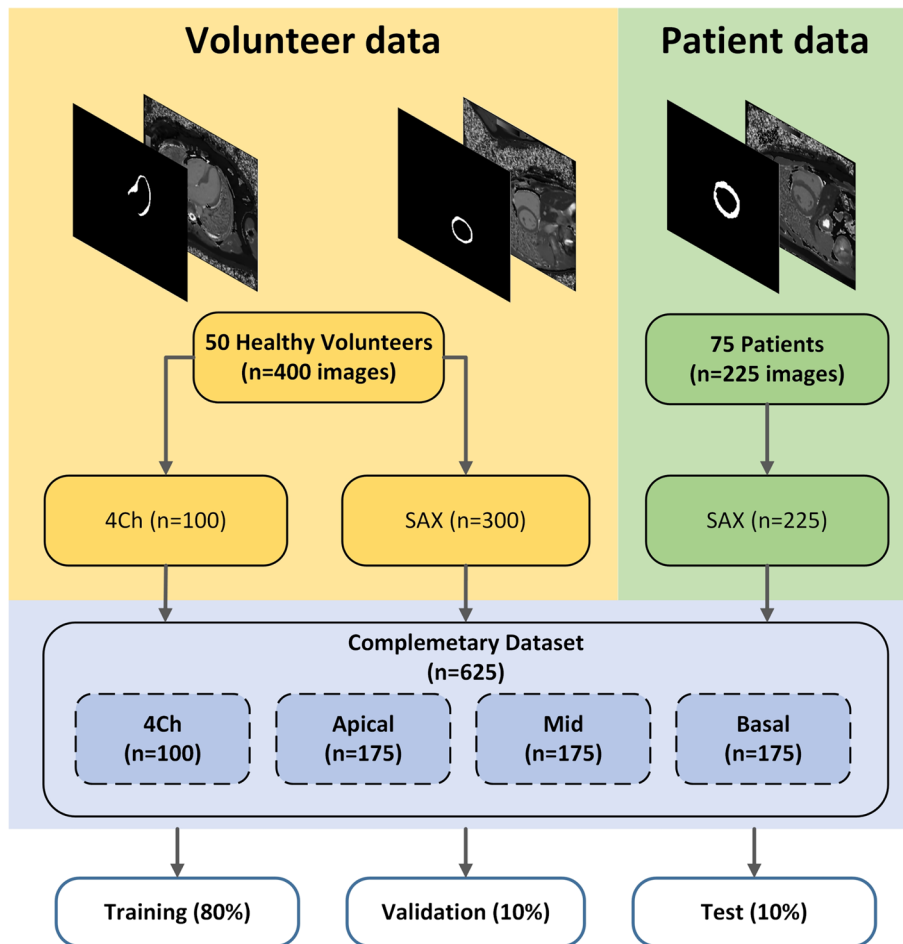 Volunteer data
Patient data
50 Healthy Volunteers
(n=400 images)
75 Patients
(n=225 images)
4Ch (n=100)
SAX (n=300)
SAX (n=225)
Complemetary Dataset
(n=625)
4Ch
(n=100)
Apical
(n=175)
Mid
(n=175)
Basal
(n=175)
Training (80%)
Validation (10%)
Test (10%)